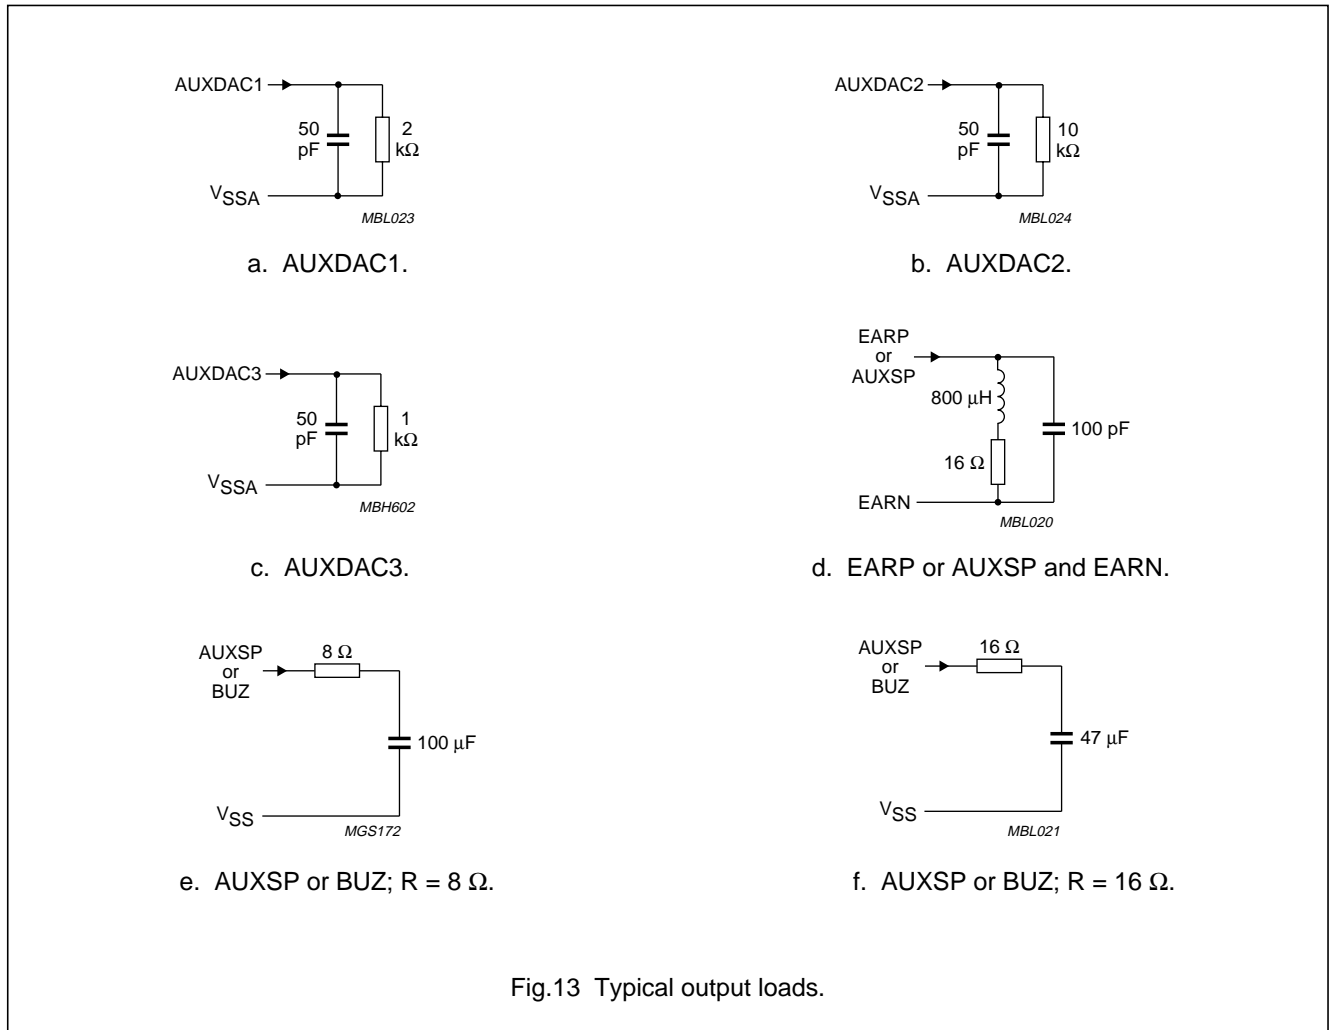 AUXDAC1
50
pF
2
kΩ
VSSA
MBL023
a. AUXDAC1.
AUXDAC2
50
pF
10
kΩ
VSSA
MBL024
b. AUXDAC2.
AUXDAC3
50
pF
1
kΩ
VSSA
MBH602
c. AUXDAC3.
EARP
or
AUXSP
800 μH
16 Ω
100 pF
EARN
MBL020
d. EARP or AUXSP and EARN.
AUXSP
or
BUZ
8 Ω
100 μF
VSS
MGS172
e. AUXSP or BUZ; R = 8 Ω.
AUXSP
or
BUZ
16 Ω
47 μF
VSS
MBL021
f. AUXSP or BUZ; R = 16 Ω.
Fig.13 Typical output loads.